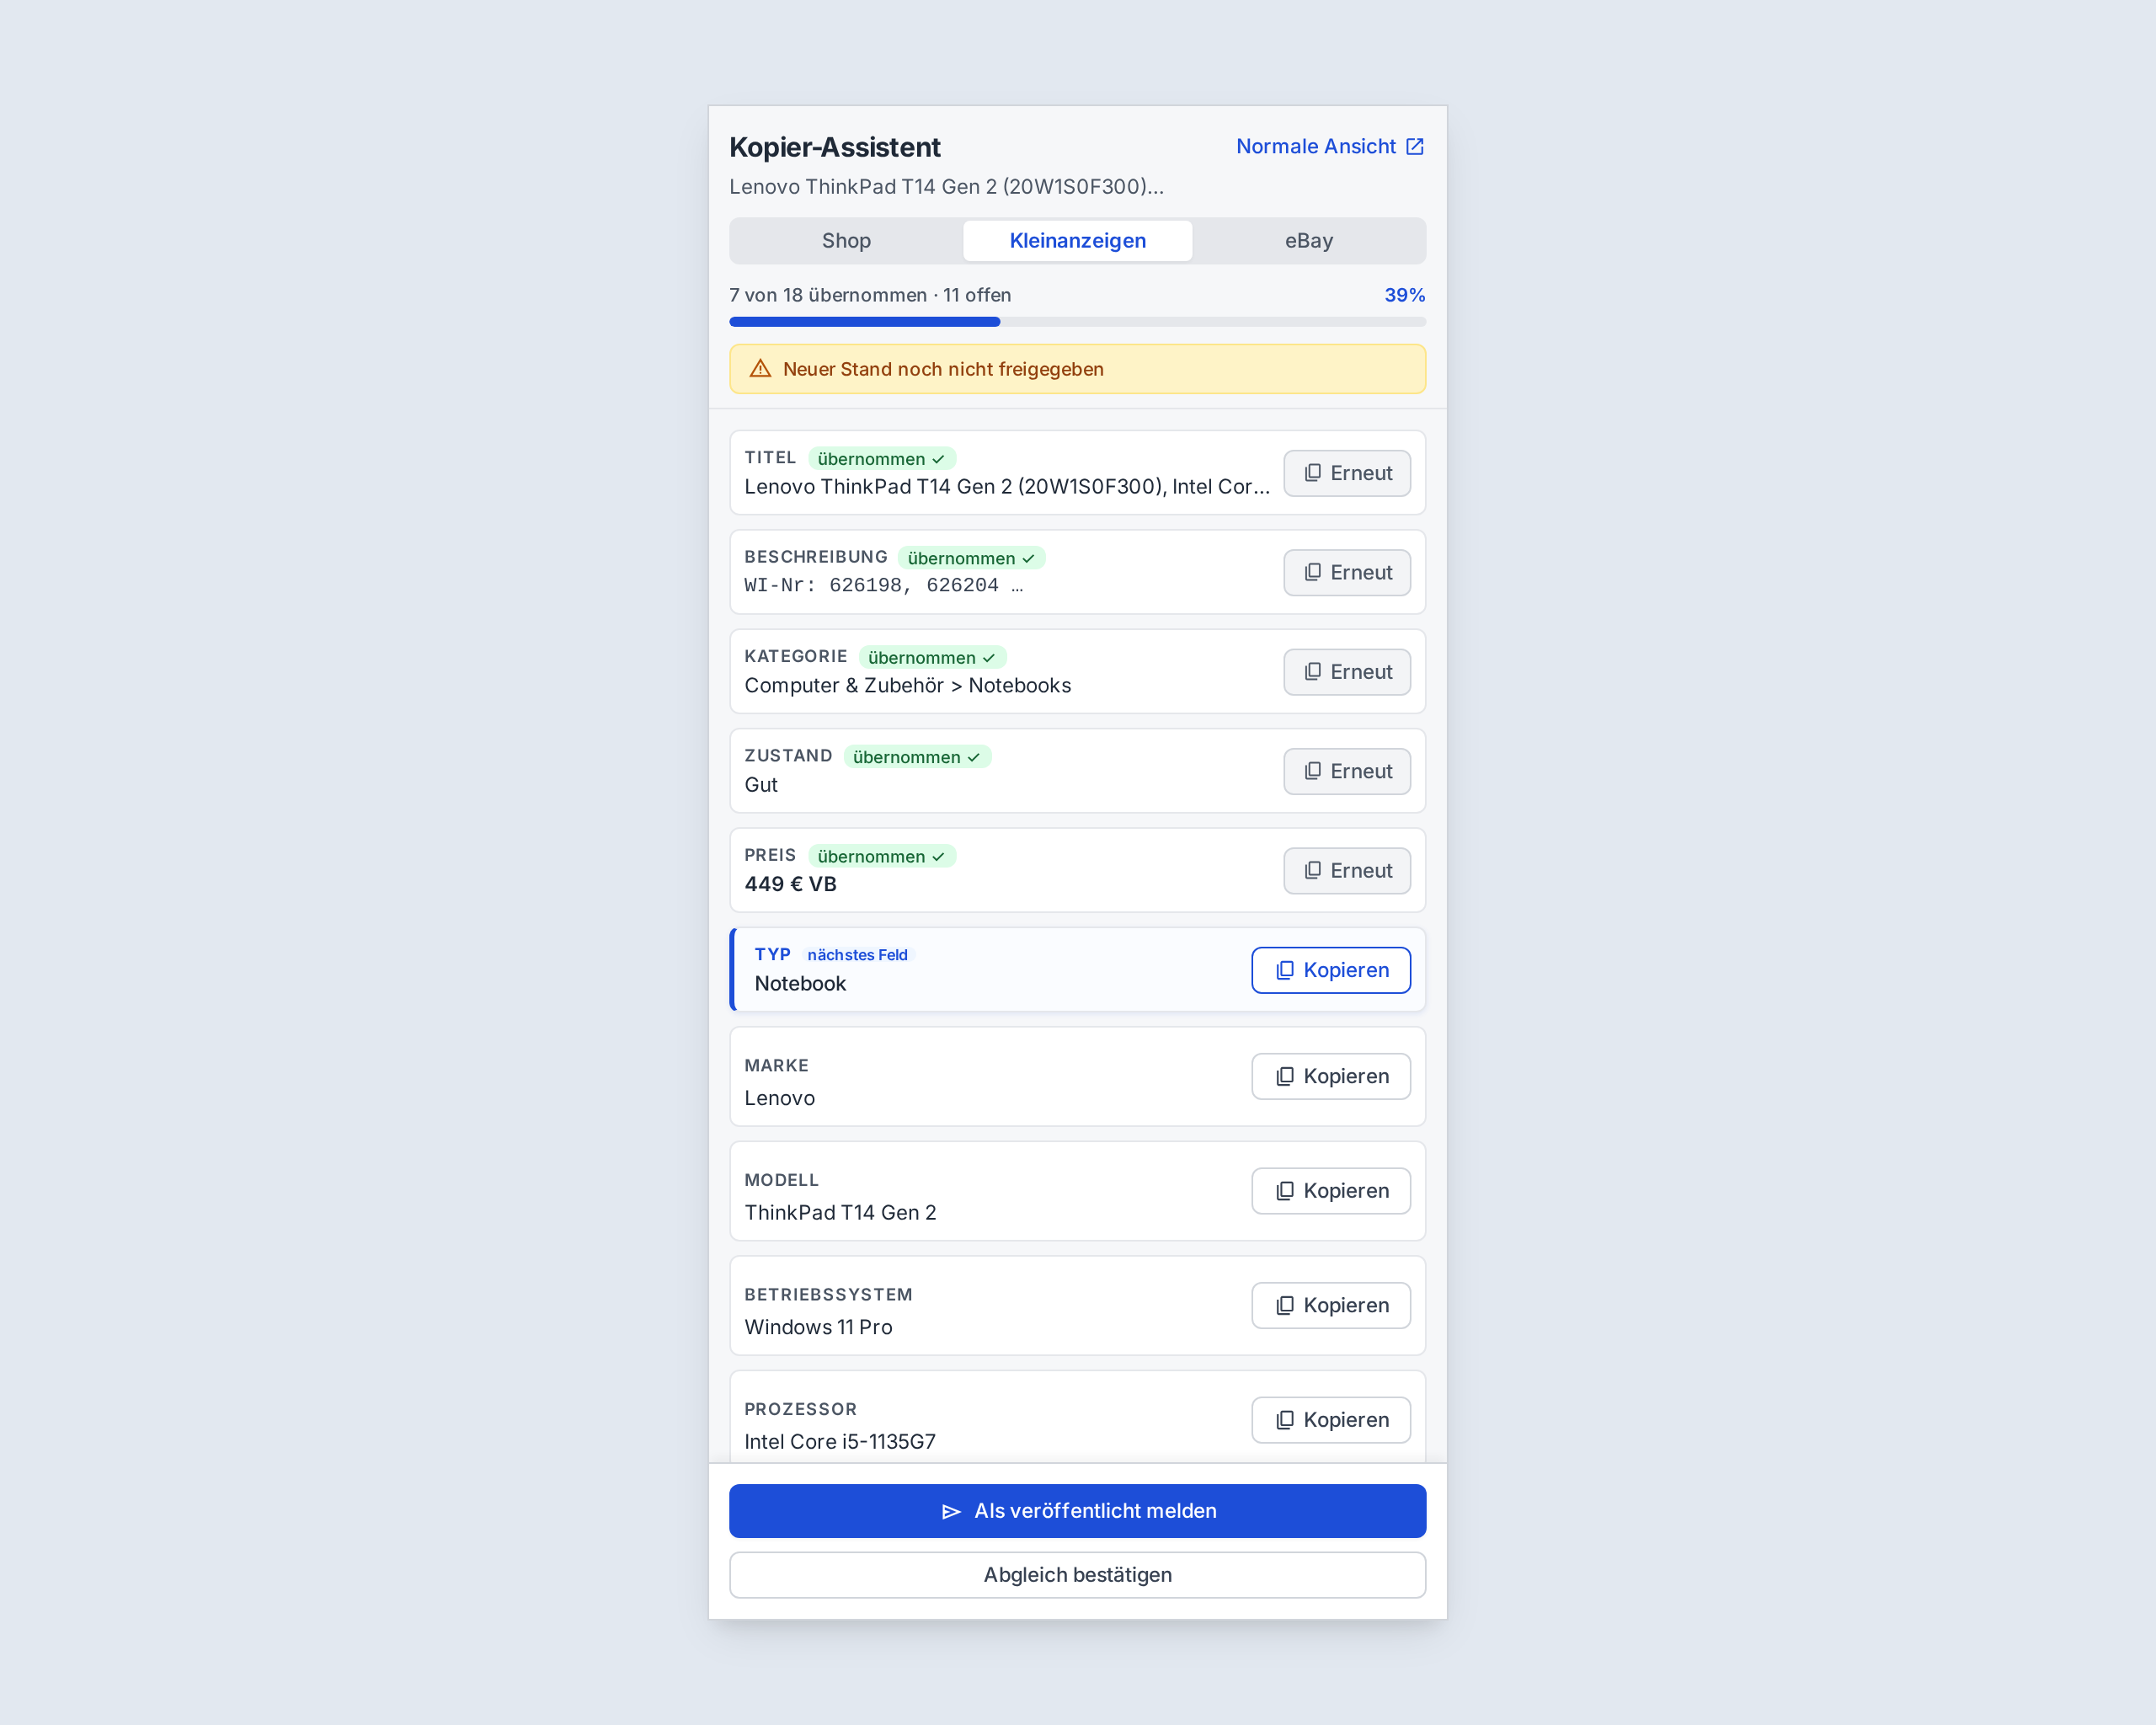 Kopier-Assistent
Normale Ansicht
Lenovo ThinkPad T14 Gen 2 (20W1S0F300)...
Shop
Kleinanzeigen
eBay
7 von 18 übernommen · 11 offen
39%
Neuer Stand noch nicht freigegeben
TITEL übernommen ✓
Lenovo ThinkPad T14 Gen 2 (20W1S0F300), Intel Cor...
Erneut
BESCHREIBUNG übernommen ✓
WI-Nr: 626198, 626204 …
Erneut
KATEGORIE übernommen ✓
Computer & Zubehör > Notebooks
Erneut
ZUSTAND übernommen ✓
Gut
Erneut
PREIS übernommen ✓
449 € VB
Erneut
TYP nächstes Feld
Notebook
Kopieren
MARKE
Lenovo
Kopieren
MODELL
ThinkPad T14 Gen 2
Kopieren
BETRIEBSSYSTEM
Windows 11 Pro
Kopieren
PROZESSOR
Intel Core i5-1135G7
Kopieren
Als veröffentlicht melden
Abgleich bestätigen